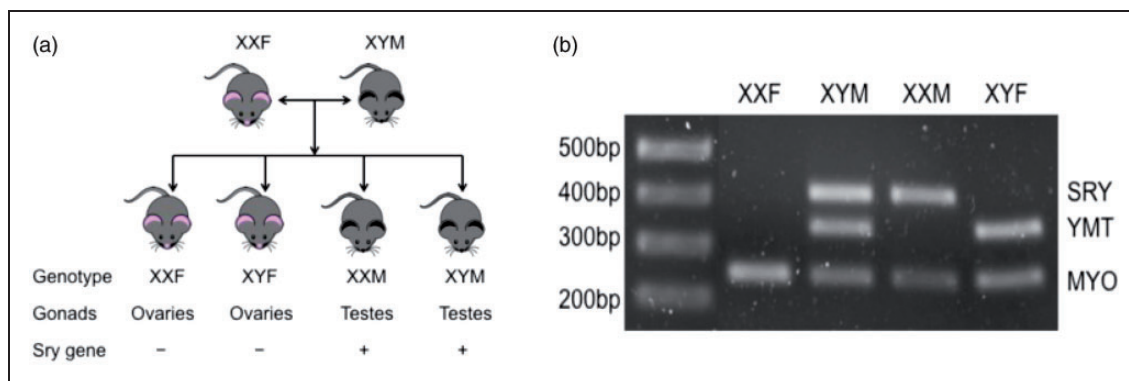 (a)
XXF XYM
Genotype XXF XYF XXM XYM
Gonads Ovaries Ovaries Testes Testes
Sry gene – – + +
(b)
XXF XYM XXM XYF
500bp
400bp SRY
YMT
300bp
MYO
200bp